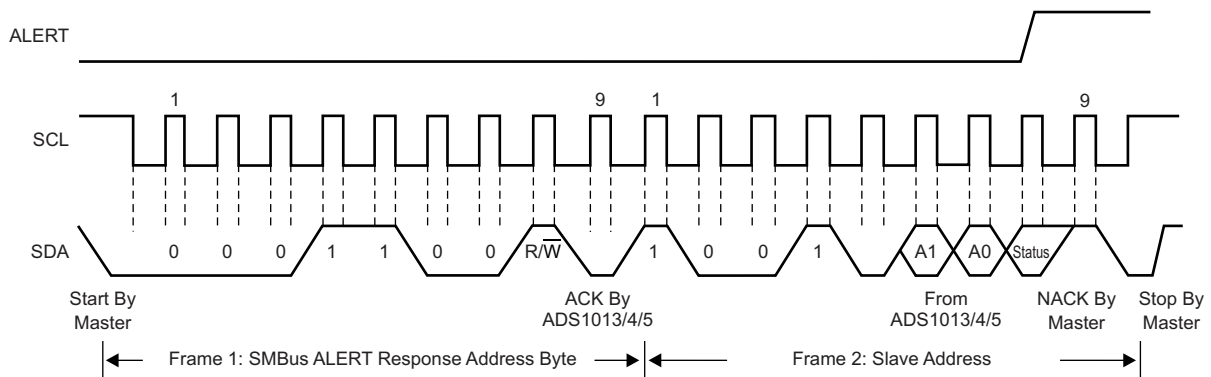 ALERT
1 9 1 9
SCL
SDA
0 0 0 1 1 0 0 R/W 1 0 0 1 A1 A0 Status
Start By
Master
ACK By
ADS1013/4/5
From
ADS1013/4/5
NACK By
Master
Stop By
Master
Frame 1: SMBus ALERT Response Address Byte
Frame 2: Slave Address